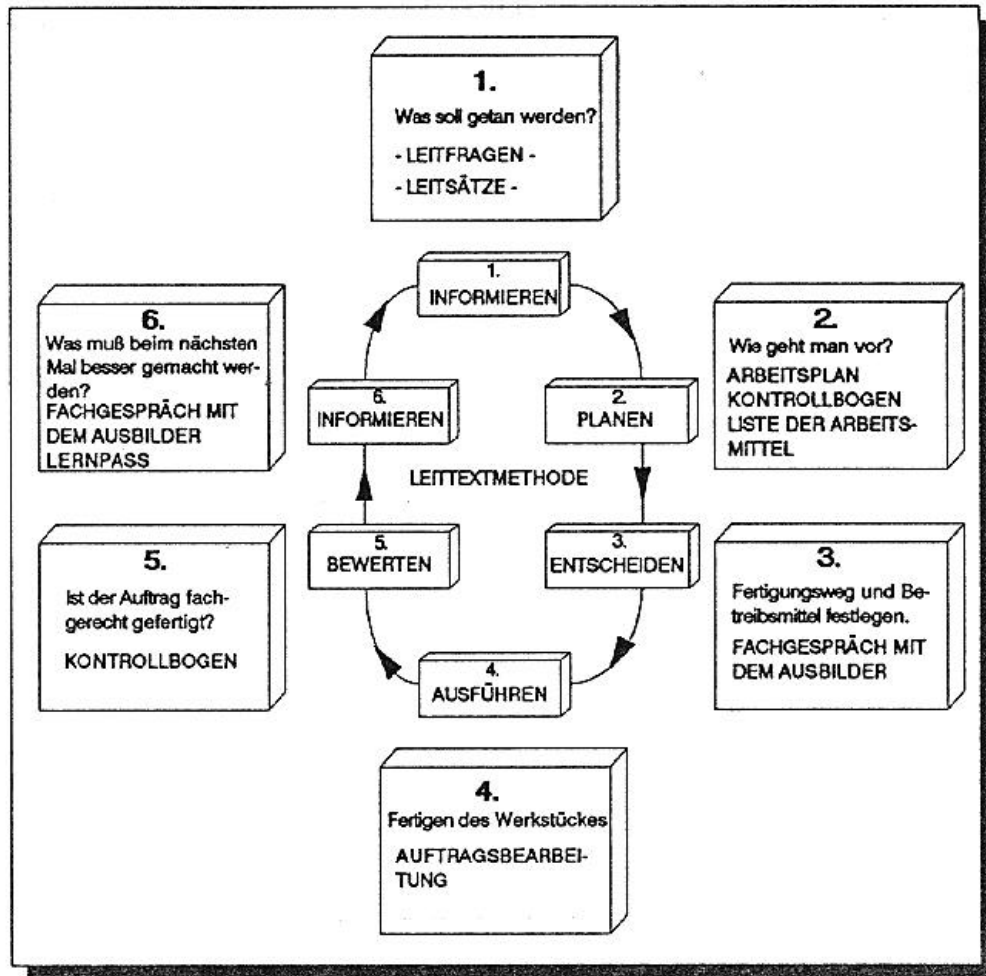 1.
Was soll getan werden?
- LEITFRAGEN -
- LEITSÄTZE -
1.
INFORMIEREN
6.
Was muß beim nächsten
Mal besser gemacht wer-
den?
FACHGESPRÄCH MIT
DEM AUSBILDER
LERNPASS
2.
Wie geht man vor?
ARBEITSPLAN
KONTROLLBOGEN
LISTE DER ARBEITS-
MITTEL
6.
INFORMIEREN
2.
PLANEN
LEITTEXTMETHODE
5.
BEWERTEN
3.
ENTSCHEIDEN
5.
Ist der Auftrag fach-
gerecht gefertigt?
KONTROLLBOGEN
3.
Fertigungsweg und Be-
treibsmittel festlegen.
FACHGESPRÄCH MIT
DEM AUSBILDER
4.
AUSFÜHREN
4.
Fertigen des Werkstückes
AUFTRAGSBEARBEI-
TUNG